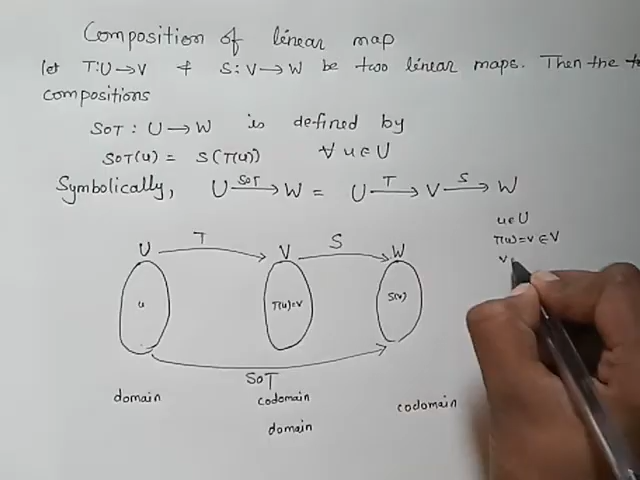 Composition of linear map
let T:U→V & S:V→W be two linear maps. Then the
compositions
SoT : U → W is defined by
SoT(u) = S(T(u)) ∀ u∈U
Symbolically, U —SoT→ W = U —T→ V —S→ W
u∈U
T(u)=v ∈V
v
U T V S W
u T(u)=v S(v)
SoT
domain codomain codomain
domain